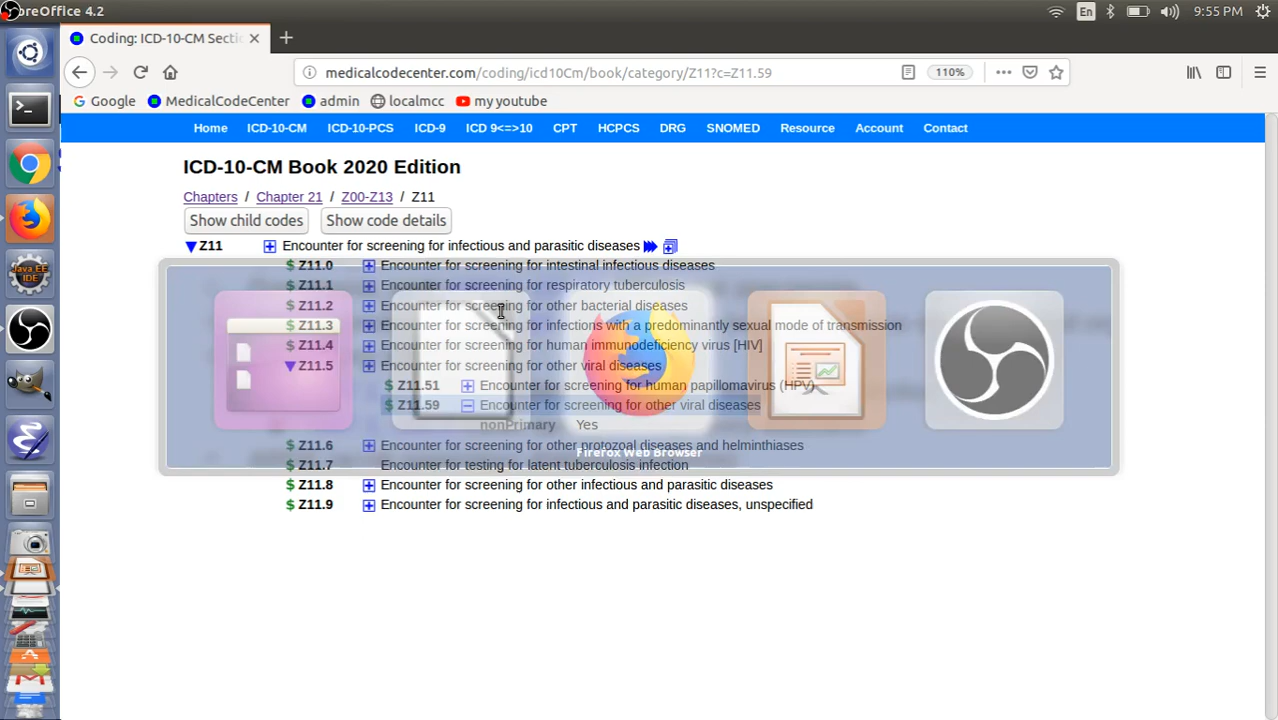 oreOffice 4.2
En
9:55 PM
Coding: ICD-10-CM Secti
medicalcodecenter.com/coding/icd10Cm/book/category/Z11?c=Z11.59
110%
Google MedicalCodeCenter admin localmcc my youtube
Home ICD-10-CM ICD-10-PCS ICD-9 ICD 9<=>10 CPT HCPCS DRG SNOMED Resource Account Contact
ICD-10-CM Book 2020 Edition
Chapters / Chapter 21 / Z00-Z13 / Z11
Show child codes Show code details
Z11 Encounter for screening for infectious and parasitic diseases
$ Z11.0 Encounter for screening for intestinal infectious diseases
$ Z11.1 Encounter for screening for respiratory tuberculosis
$ Z11.2 Encounter for screening for other bacterial diseases
$ Z11.3 Encounter for screening for infections with a predominantly sexual mode of transmission
$ Z11.4 Encounter for screening for human immunodeficiency virus [HIV]
Z11.5 Encounter for screening for other viral diseases
$ Z11.51 Encounter for screening for human papillomavirus (HPV)
$ Z11.59 Encounter for screening for other viral diseases
nonPrimary Yes
$ Z11.6 Encounter for screening for other protozoal diseases and helminthiases
Firefox Web Browser
$ Z11.7 Encounter for testing for latent tuberculosis infection
$ Z11.8 Encounter for screening for other infectious and parasitic diseases
$ Z11.9 Encounter for screening for infectious and parasitic diseases, unspecified
Java EE
IDE